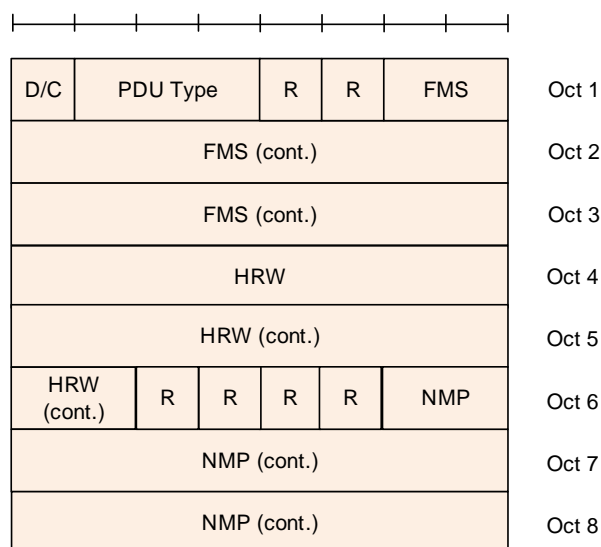 D/C PDU Type R R FMS Oct 1
FMS (cont.) Oct 2
FMS (cont.) Oct 3
HRW Oct 4
HRW (cont.) Oct 5
HRW
(cont.) R R R R NMP Oct 6
NMP (cont.) Oct 7
NMP (cont.) Oct 8